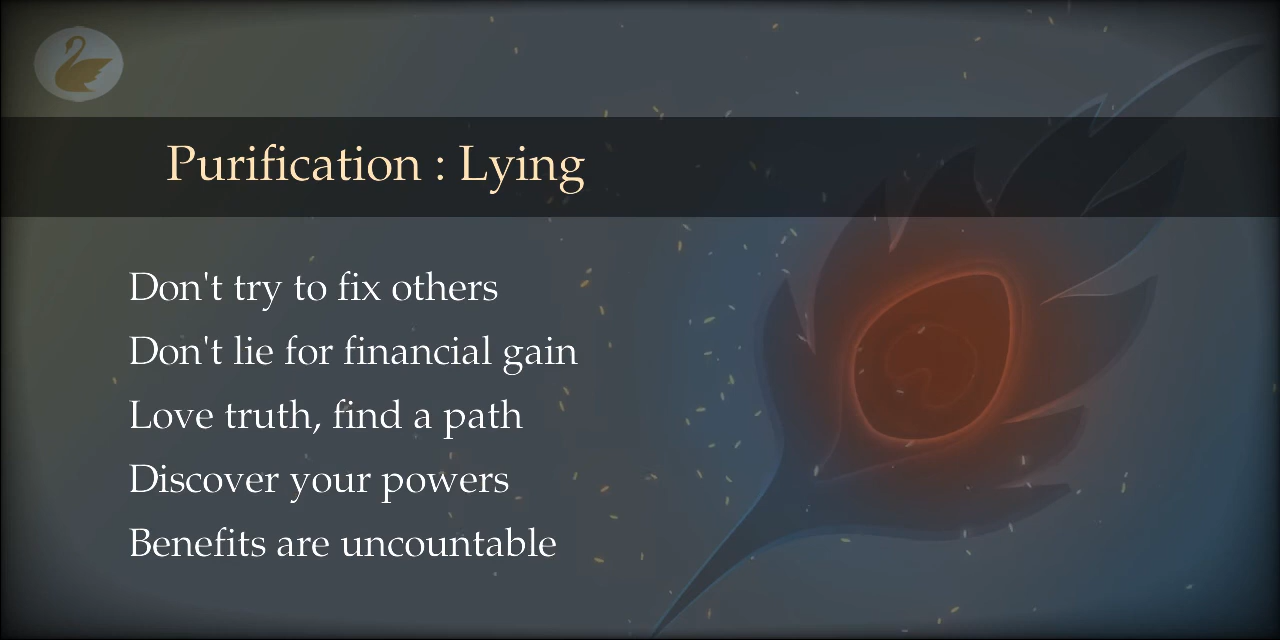 Purification : Lying
Don't try to fix others
Don't lie for financial gain
Love truth, find a path
Discover your powers
Benefits are uncountable